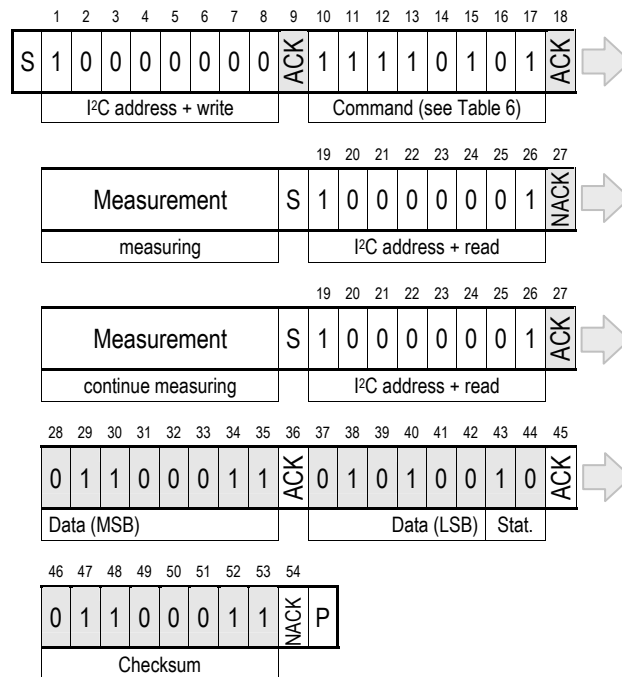 1 2 3 4 5 6 7 8 9 10 11 12 13 14 15 16 17 18
S 1 0 0 0 0 0 0 0 ACK 1 1 1 1 0 1 0 1 ACK
I²C address + write Command (see Table 6)
19 20 21 22 23 24 25 26 27
Measurement S 1 0 0 0 0 0 0 1 NACK
measuring I²C address + read
19 20 21 22 23 24 25 26 27
Measurement S 1 0 0 0 0 0 0 1 ACK
continue measuring I²C address + read
28 29 30 31 32 33 34 35 36 37 38 39 40 41 42 43 44 45
0 1 1 0 0 0 1 1 ACK 0 1 0 1 0 0 1 0 ACK
Data (MSB) Data (LSB) Stat.
46 47 48 49 50 51 52 53 54
0 1 1 0 0 0 1 1 NACK P
Checksum